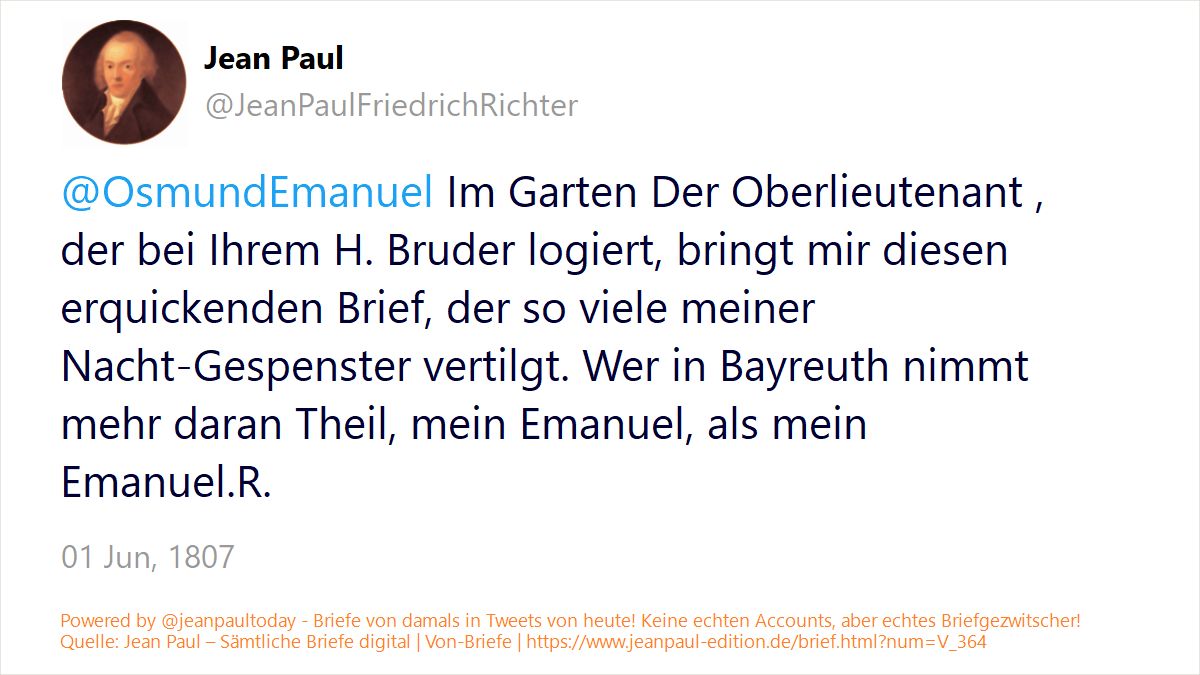 Jean Paul
@JeanPaulFriedrichRichter
@OsmundEmanuel Im Garten Der Oberlieutenant ,
der bei Ihrem H. Bruder logiert, bringt mir diesen
erquickenden Brief, der so viele meiner
Nacht-Gespenster vertilgt. Wer in Bayreuth nimmt
mehr daran Theil, mein Emanuel, als mein
Emanuel.R.
01 Jun, 1807
Powered by @jeanpaultoday - Briefe von damals in Tweets von heute! Keine echten Accounts, aber echtes Briefgezwitscher!
Quelle: Jean Paul – Sämtliche Briefe digital | Von-Briefe | https://www.jeanpaul-edition.de/brief.html?num=V_364